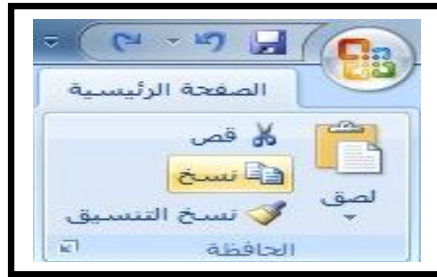 الصفحة الرئيسية
قص
نسخ
نسخ التنسيق
لصق
الحافظة